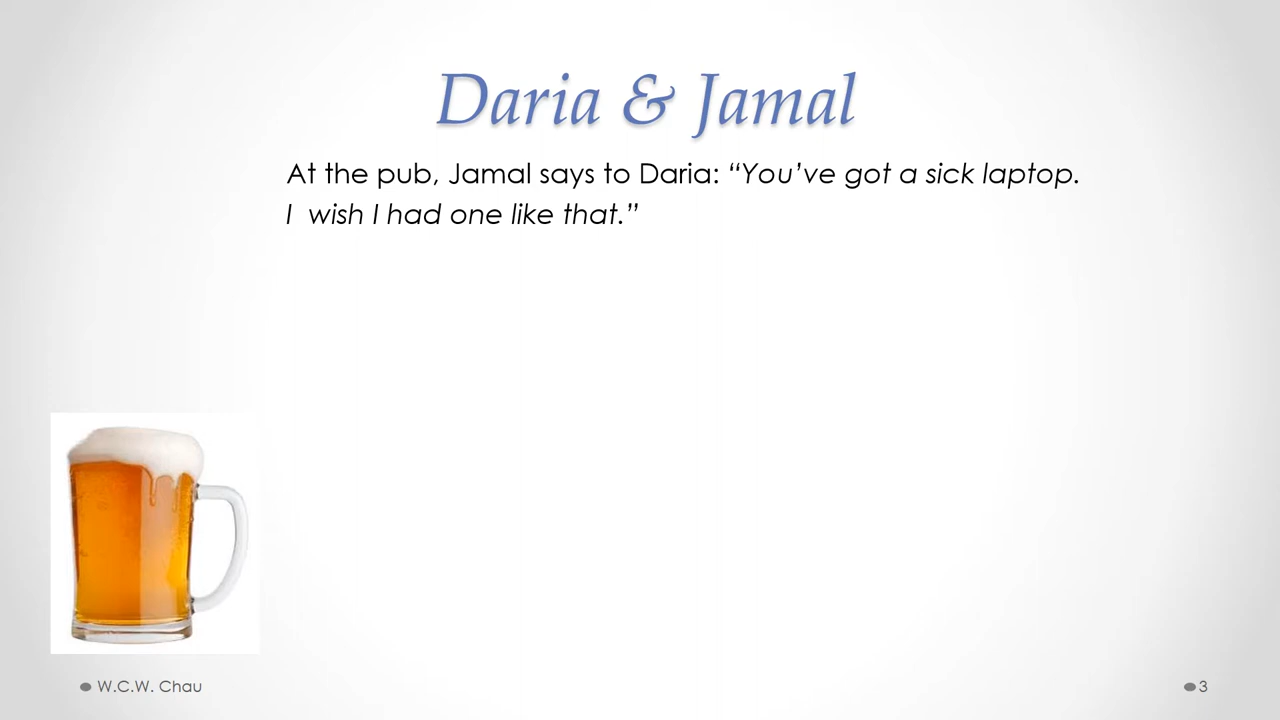 Daria & Jamal
At the pub, Jamal says to Daria: “You’ve got a sick laptop.
I  wish I had one like that.”
W.C.W. Chau
3